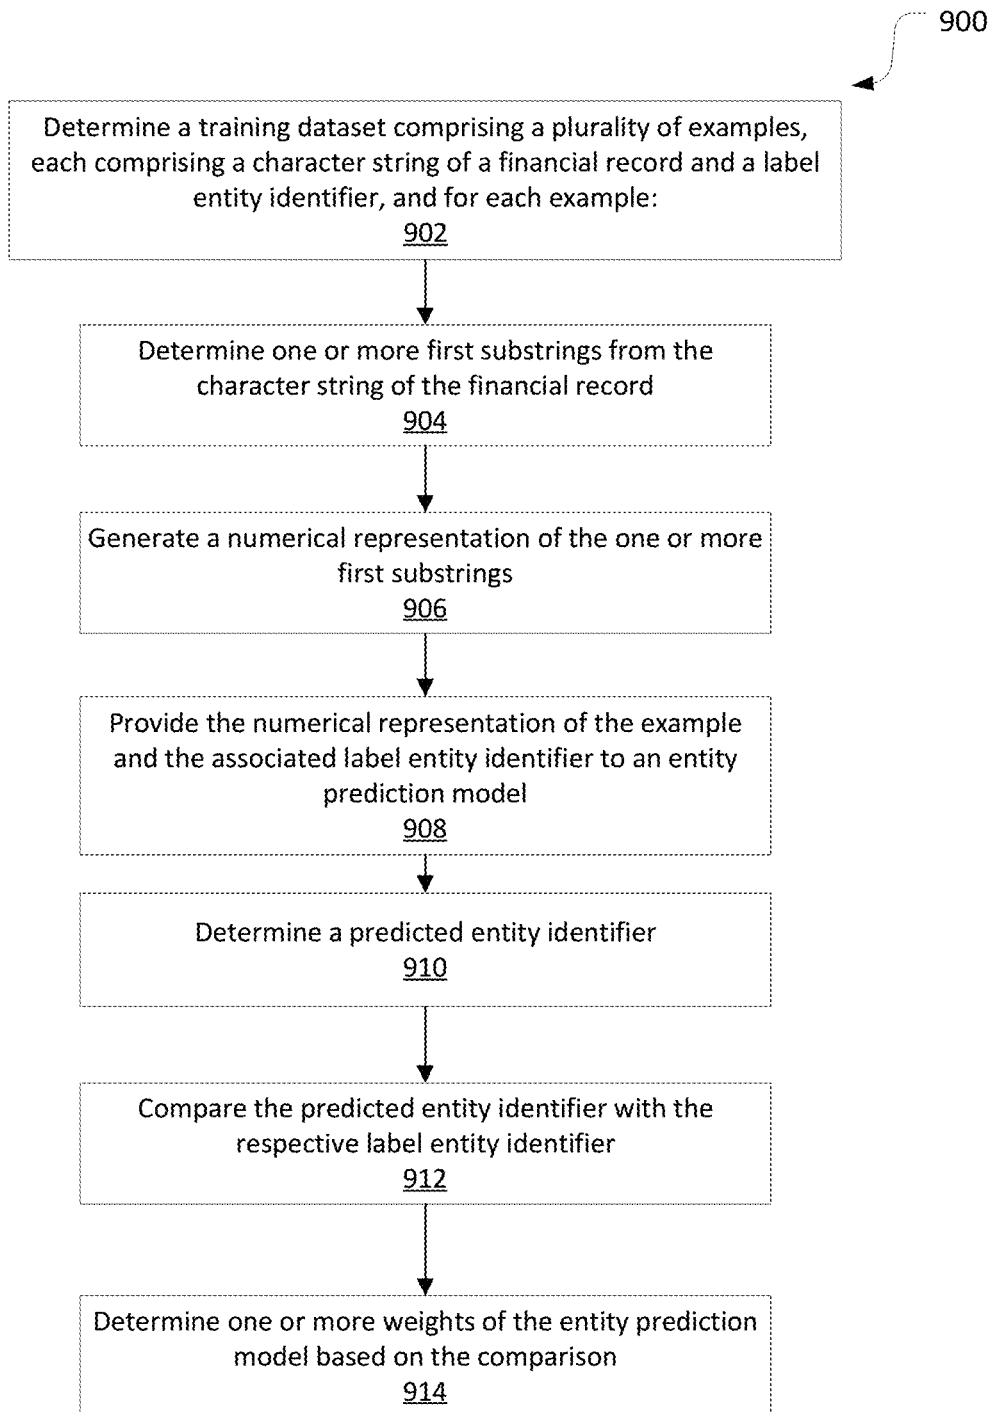 900
Determine a training dataset comprising a plurality of examples,
each comprising a character string of a financial record and a label
entity identifier, and for each example:
902
Determine one or more first substrings from the
character string of the financial record
904
Generate a numerical representation of the one or more
first substrings
906
Provide the numerical representation of the example
and the associated label entity identifier to an entity
prediction model
908
Determine a predicted entity identifier
910
Compare the predicted entity identifier with the
respective label entity identifier
912
Determine one or more weights of the entity prediction
model based on the comparison
914